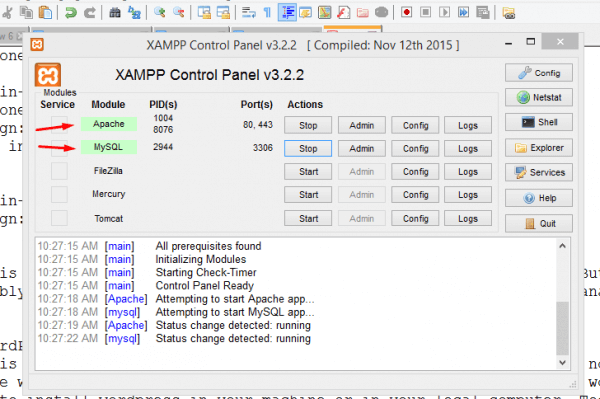 XAMPP Control Panel v3.2.2 [ Compiled: Nov 12th 2015 ]
XAMPP Control Panel v3.2.2
Modules
Service Module PID(s) Port(s) Actions
Apache 1004 8076 80, 443 Stop Admin Config Logs
MySQL 2944 3306 Stop Admin Config Logs
FileZilla Start Admin Config Logs
Mercury Start Admin Config Logs
Tomcat Start Admin Config Logs
Config
Netstat
Shell
Explorer
Services
Help
Quit
10:27:15 AM [main] All prerequisites found
10:27:15 AM [main] Initializing Modules
10:27:15 AM [main] Starting Check-Timer
10:27:15 AM [main] Control Panel Ready
10:27:18 AM [Apache] Attempting to start Apache app...
10:27:18 AM [mysql] Attempting to start MySQL app...
10:27:19 AM [Apache] Status change detected: running
10:27:22 AM [mysql] Status change detected: running